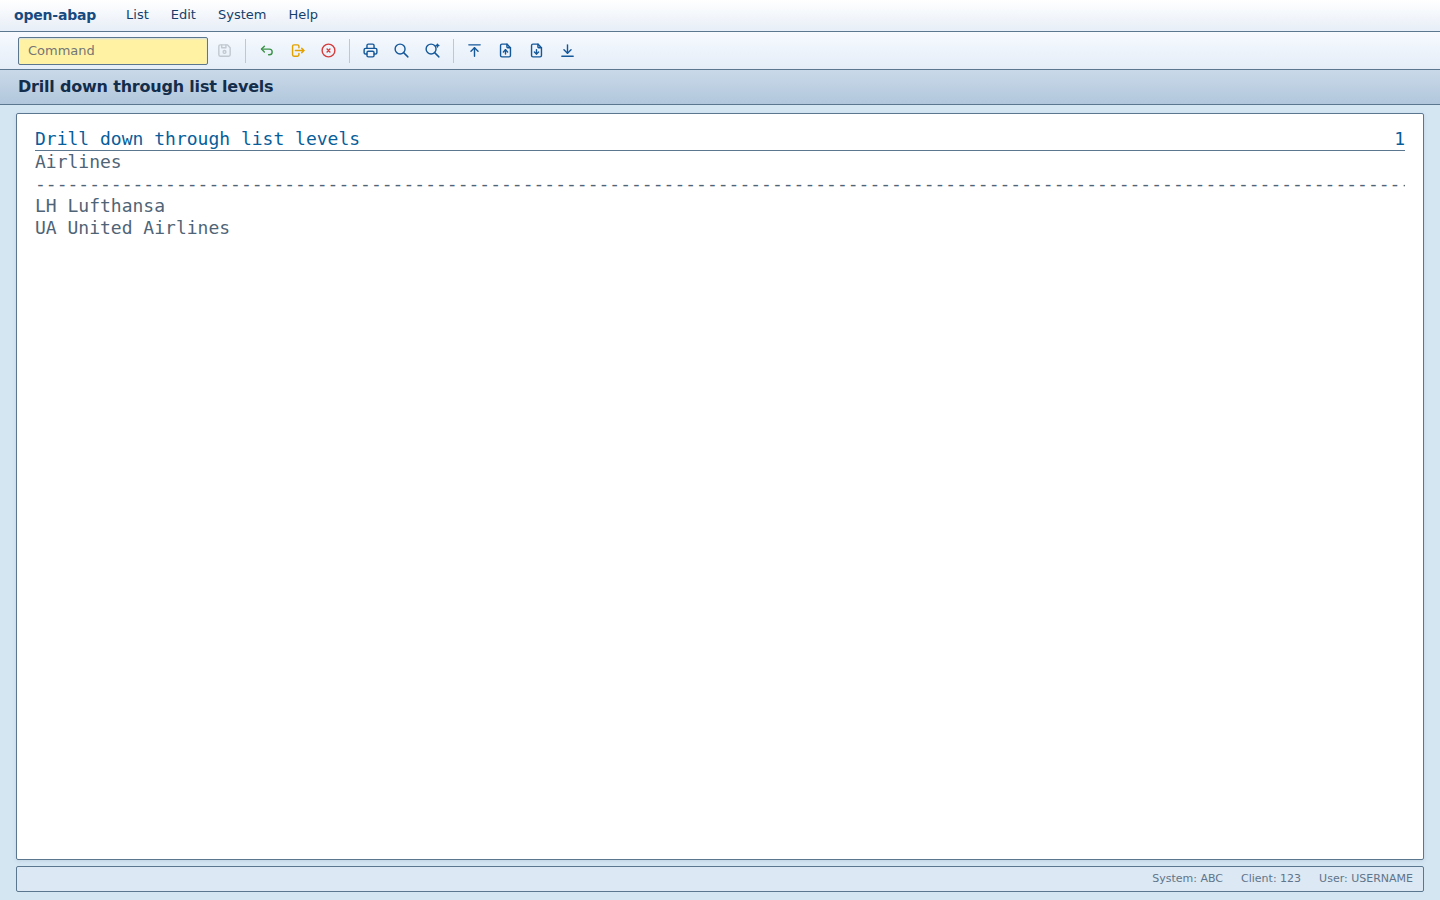 open-abap List Edit System Help
Command
Drill down through list levels
Drill down through list levels 1
Airlines
LH Lufthansa
UA United Airlines
System: ABC Client: 123 User: USERNAME